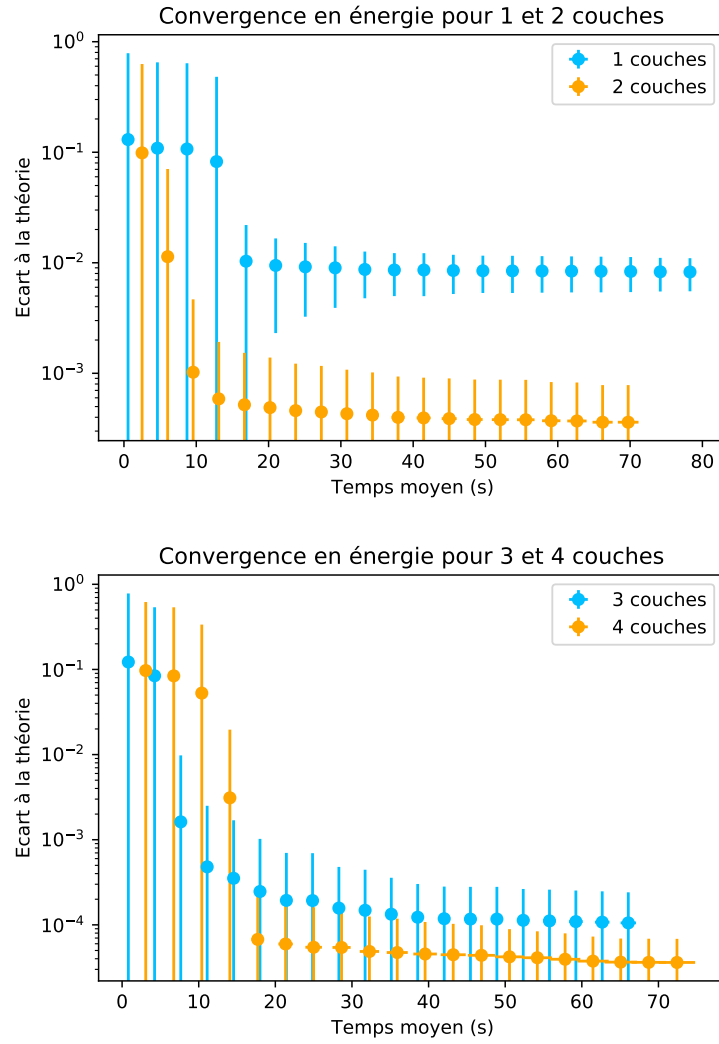 Convergence en énergie pour 1 et 2 couches
10⁰
10⁻¹
10⁻²
10⁻³
Ecart à la théorie
1 couches
2 couches
0 10 20 30 40 50 60 70 80
Temps moyen (s)
Convergence en énergie pour 3 et 4 couches
10⁰
10⁻¹
10⁻²
10⁻³
10⁻⁴
Ecart à la théorie
3 couches
4 couches
0 10 20 30 40 50 60 70
Temps moyen (s)